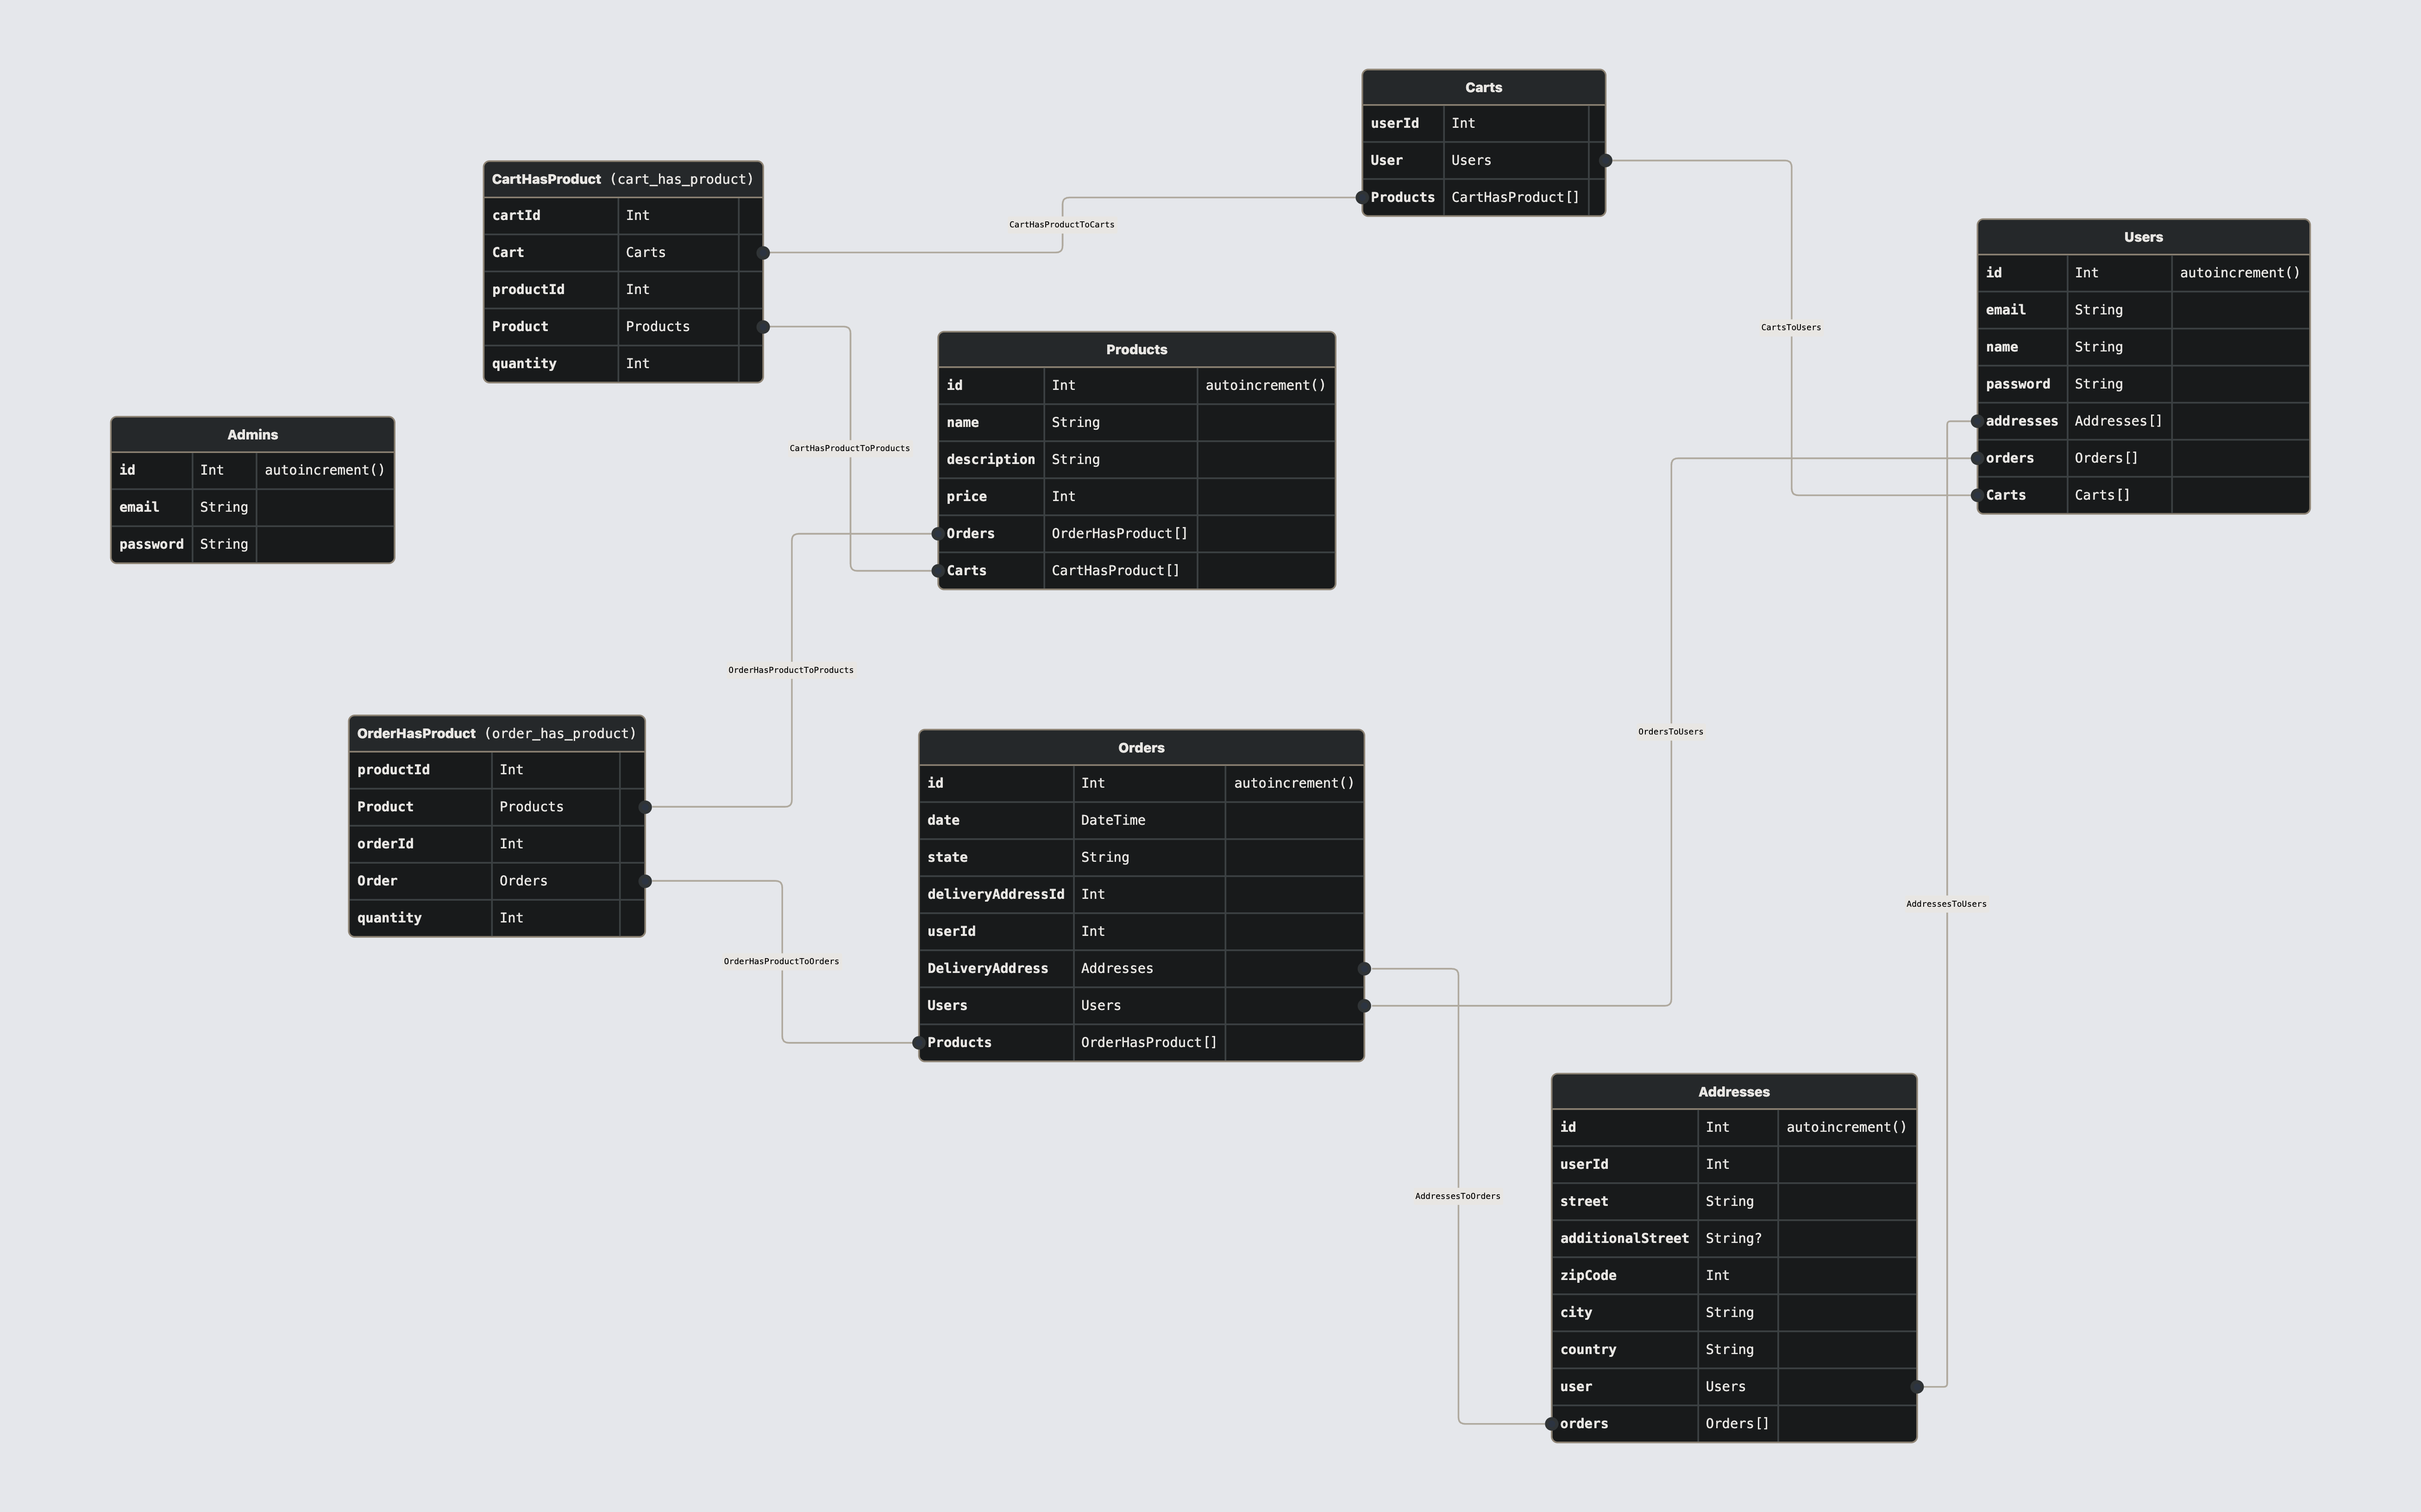 Carts
userId Int
User Users
Products CartHasProduct[]
CartHasProduct (cart_has_product)
cartId Int
Cart Carts
productId Int
Product Products
quantity Int
CartHasProductToCarts
Users
id Int autoincrement()
email String
name String
password String
addresses Addresses[]
orders Orders[]
Carts Carts[]
CartsToUsers
Products
id Int autoincrement()
name String
description String
price Int
Orders OrderHasProduct[]
Carts CartHasProduct[]
CartHasProductToProducts
Admins
id Int autoincrement()
email String
password String
OrderHasProductToProducts
OrderHasProduct (order_has_product)
productId Int
Product Products
orderId Int
Order Orders
quantity Int
OrderHasProductToOrders
Orders
id Int autoincrement()
date DateTime
state String
deliveryAddressId Int
userId Int
DeliveryAddress Addresses
Users Users
Products OrderHasProduct[]
OrdersToUsers
AddressesToUsers
AddressesToOrders
Addresses
id Int autoincrement()
userId Int
street String
additionalStreet String?
zipCode Int
city String
country String
user Users
orders Orders[]